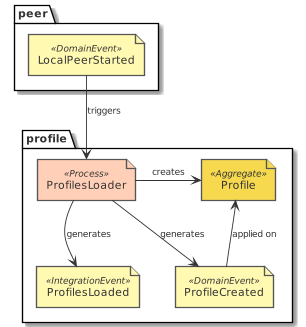 peer
«DomainEvent»
LocalPeerStarted
triggers
profile
«Process»
ProfilesLoader
creates
«Aggregate»
Profile
generates
generates
applied on
«IntegrationEvent»
ProfilesLoaded
«DomainEvent»
ProfileCreated